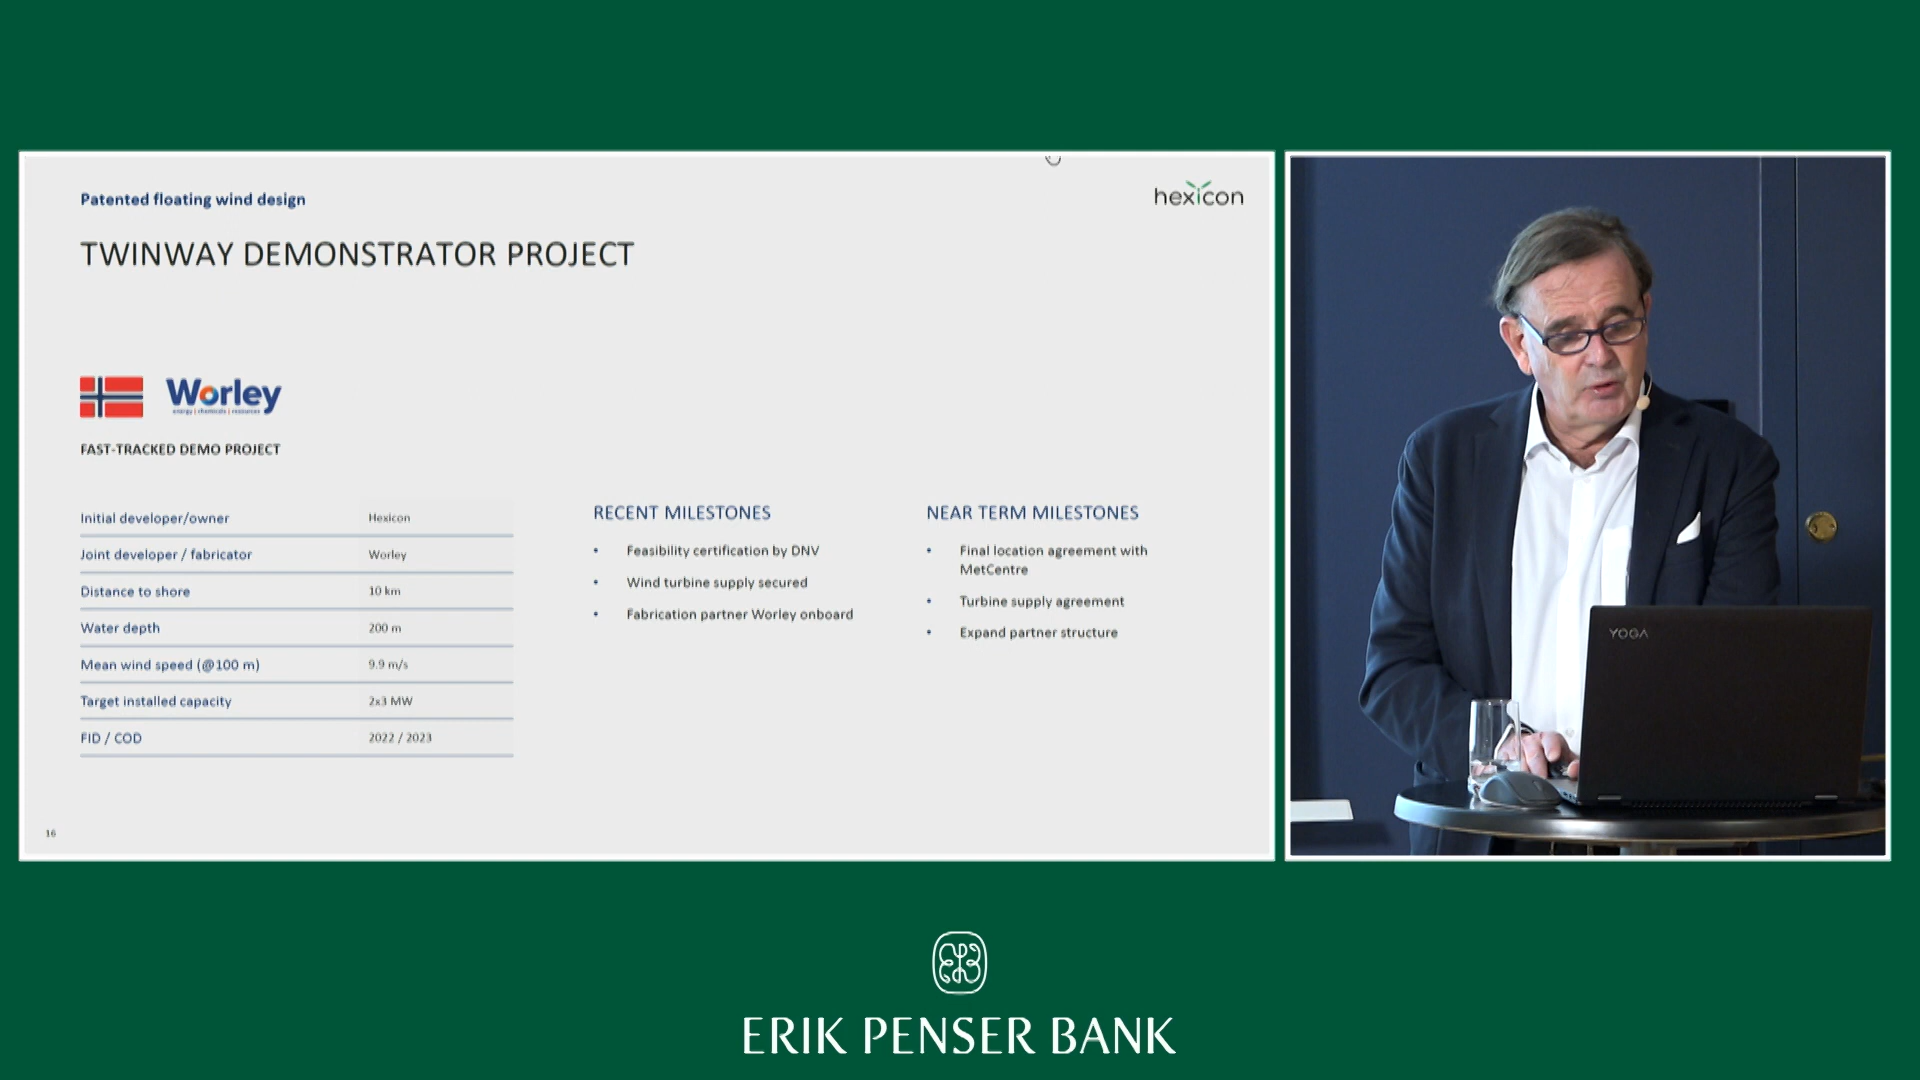 Patented floating wind design
hexicon
TWINWAY DEMONSTRATOR PROJECT
Worley
energy | chemicals | resources
FAST-TRACKED DEMO PROJECT
Initial developer/owner Hexicon
Joint developer / fabricator Worley
Distance to shore 10 km
Water depth 200 m
Mean wind speed (@100 m) 9.9 m/s
Target installed capacity 2x3 MW
FID / COD 2022 / 2023
RECENT MILESTONES
• Feasibility certification by DNV
• Wind turbine supply secured
• Fabrication partner Worley onboard
NEAR TERM MILESTONES
• Final location agreement with
MetCentre
• Turbine supply agreement
• Expand partner structure
16
YOGA
ERIK PENSER BANK